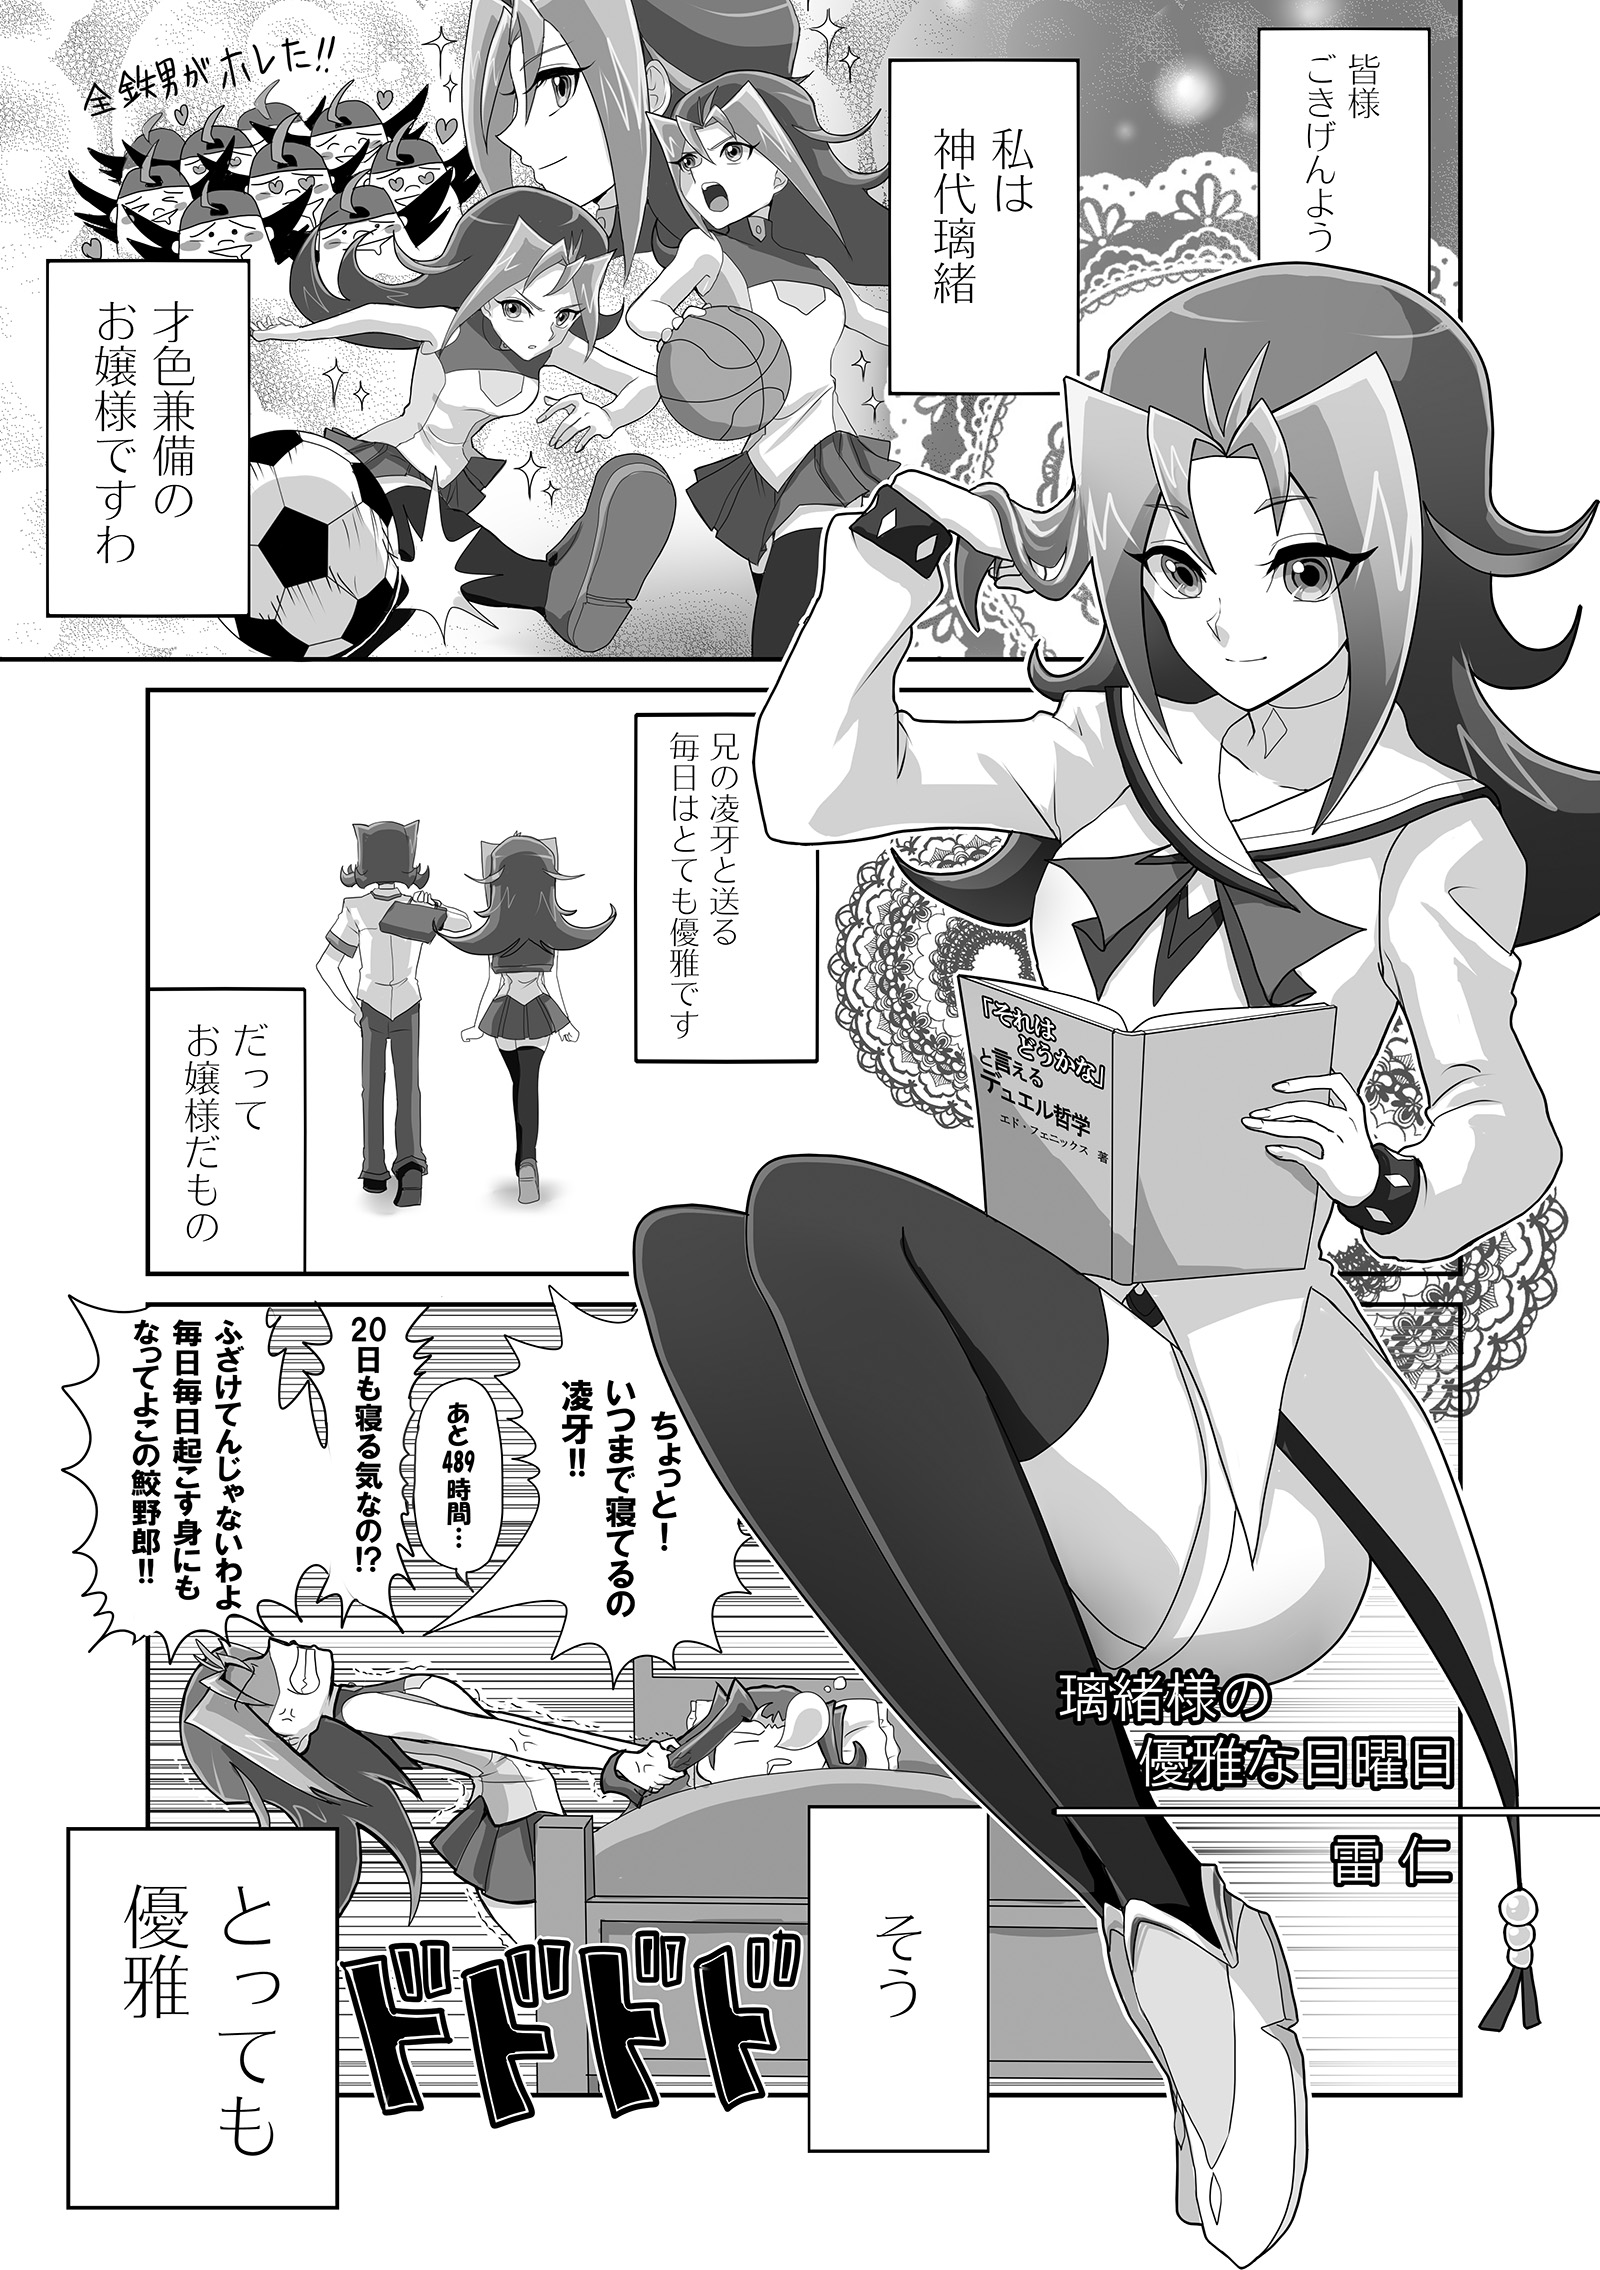 皆様
ごきげんよう
私は
神代璃緒
全鉄男がホレた!!
才色兼備の
お嬢様ですわ
兄の凌牙と送る
毎日はとても優雅です
だって
お嬢様だもの
「それは
どうかな」
と言える
デュエル哲学
エド・フェニックス 著
ちょっと!
いつまで寝てるの
凌牙!!
あと489時間…
20日も寝る気なの!?
ふざけてんじゃないわよ
毎日毎日起こす身にも
なってよこの鮫野郎!!
璃緒様の
優雅な日曜日
雷仁
そう
ドドドド
とっても
優雅